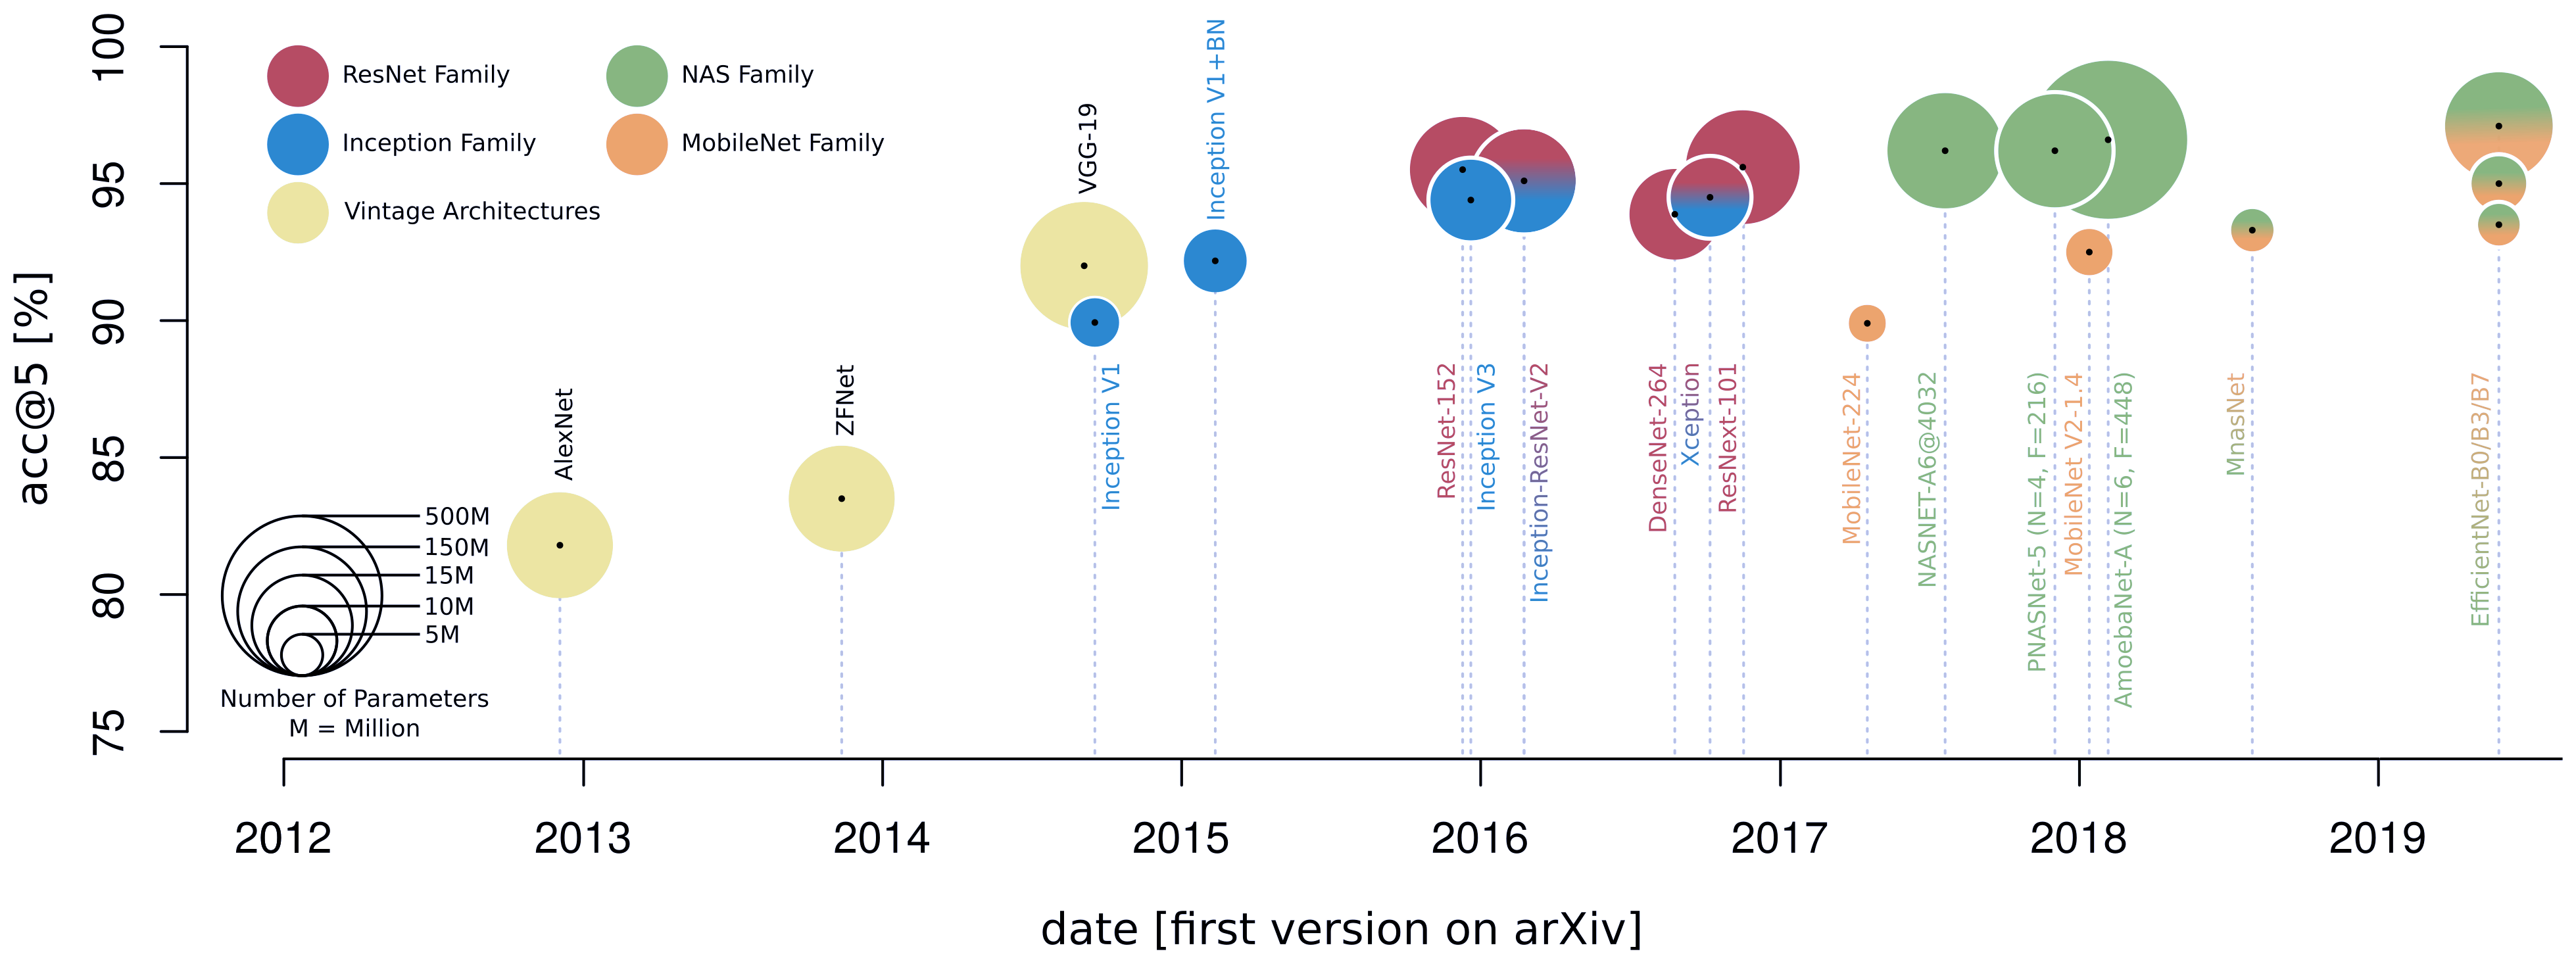 acc@5 [%]
100
95
90
85
80
75
ResNet Family
Inception Family
Vintage Architectures
NAS Family
MobileNet Family
500M
150M
15M
10M
5M
Number of Parameters
M = Million
AlexNet
ZFNet
VGG-19
Inception V1
Inception V1+BN
ResNet-152
Inception V3
Inception-ResNet-V2
DenseNet-264
Xception
ResNext-101
MobileNet-224
NASNET-A6@4032
PNASNet-5 (N=4, F=216)
MobileNet V2-1.4
AmoebaNet-A (N=6, F=448)
MnasNet
EfficientNet-B0/B3/B7
2012
2013
2014
2015
2016
2017
2018
2019
date [first version on arXiv]